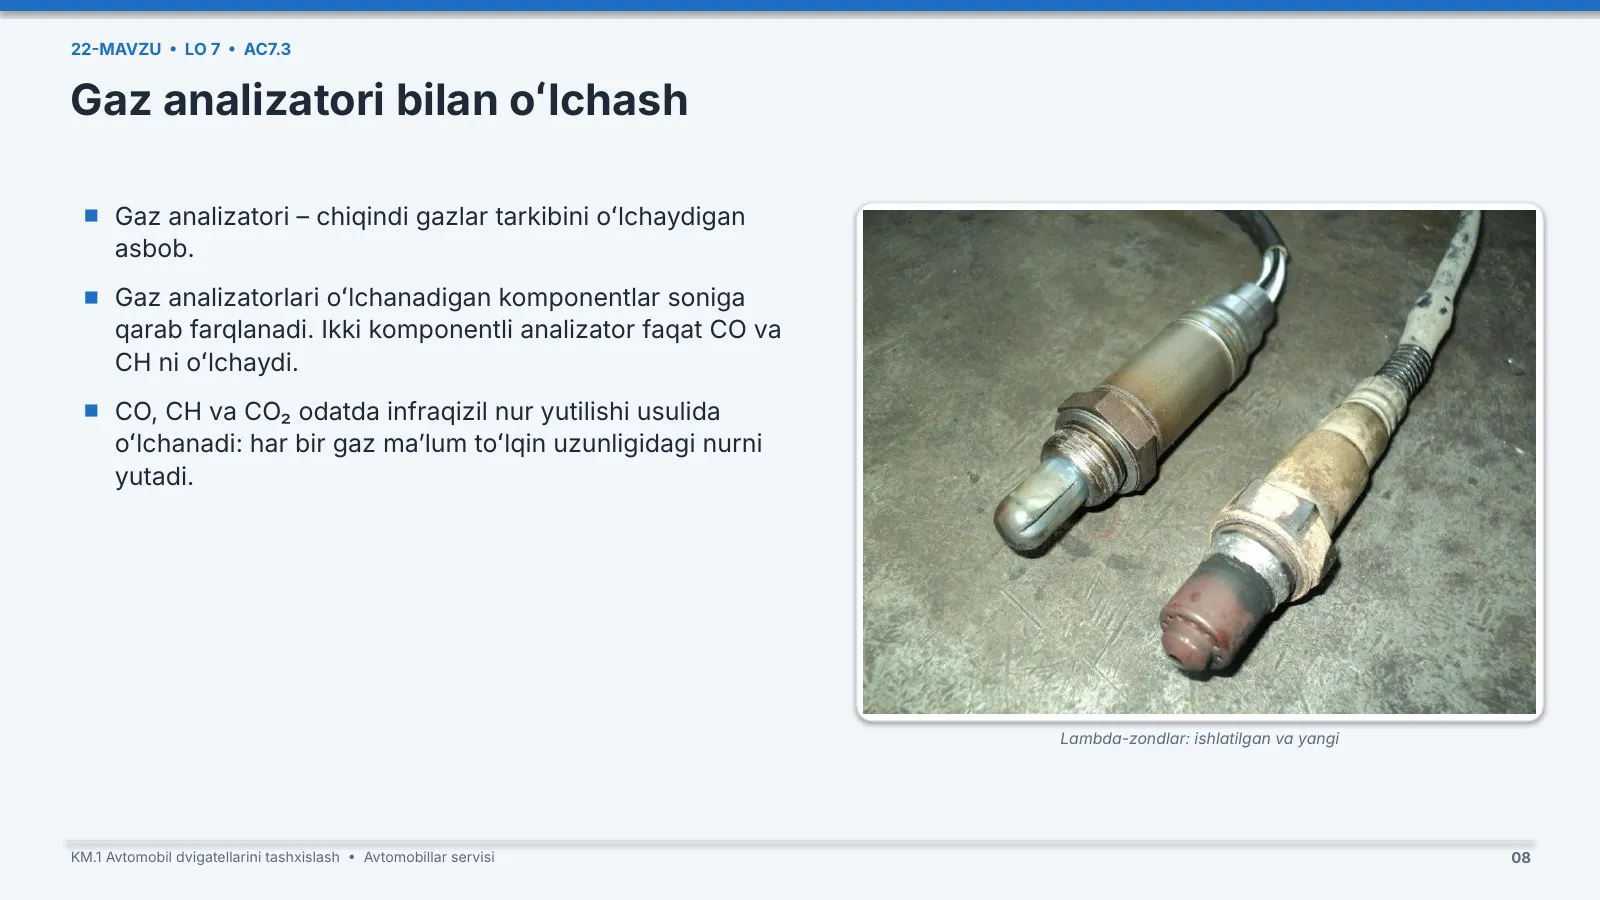 22-MAVZU • LO 7 • AC7.3
Gaz analizatori bilan oʻlchash
Gaz analizatori – chiqindi gazlar tarkibini oʻlchaydigan
asbob.
Gaz analizatorlari oʻlchanadigan komponentlar soniga
qarab farqlanadi. Ikki komponentli analizator faqat CO va
CH ni oʻlchaydi.
CO, CH va CO₂ odatda infraqizil nur yutilishi usulida
oʻlchanadi: har bir gaz maʼlum toʻlqin uzunligidagi nurni
yutadi.
Lambda-zondlar: ishlatilgan va yangi
KM.1 Avtomobil dvigatellarini tashxislash • Avtomobillar servisi
08